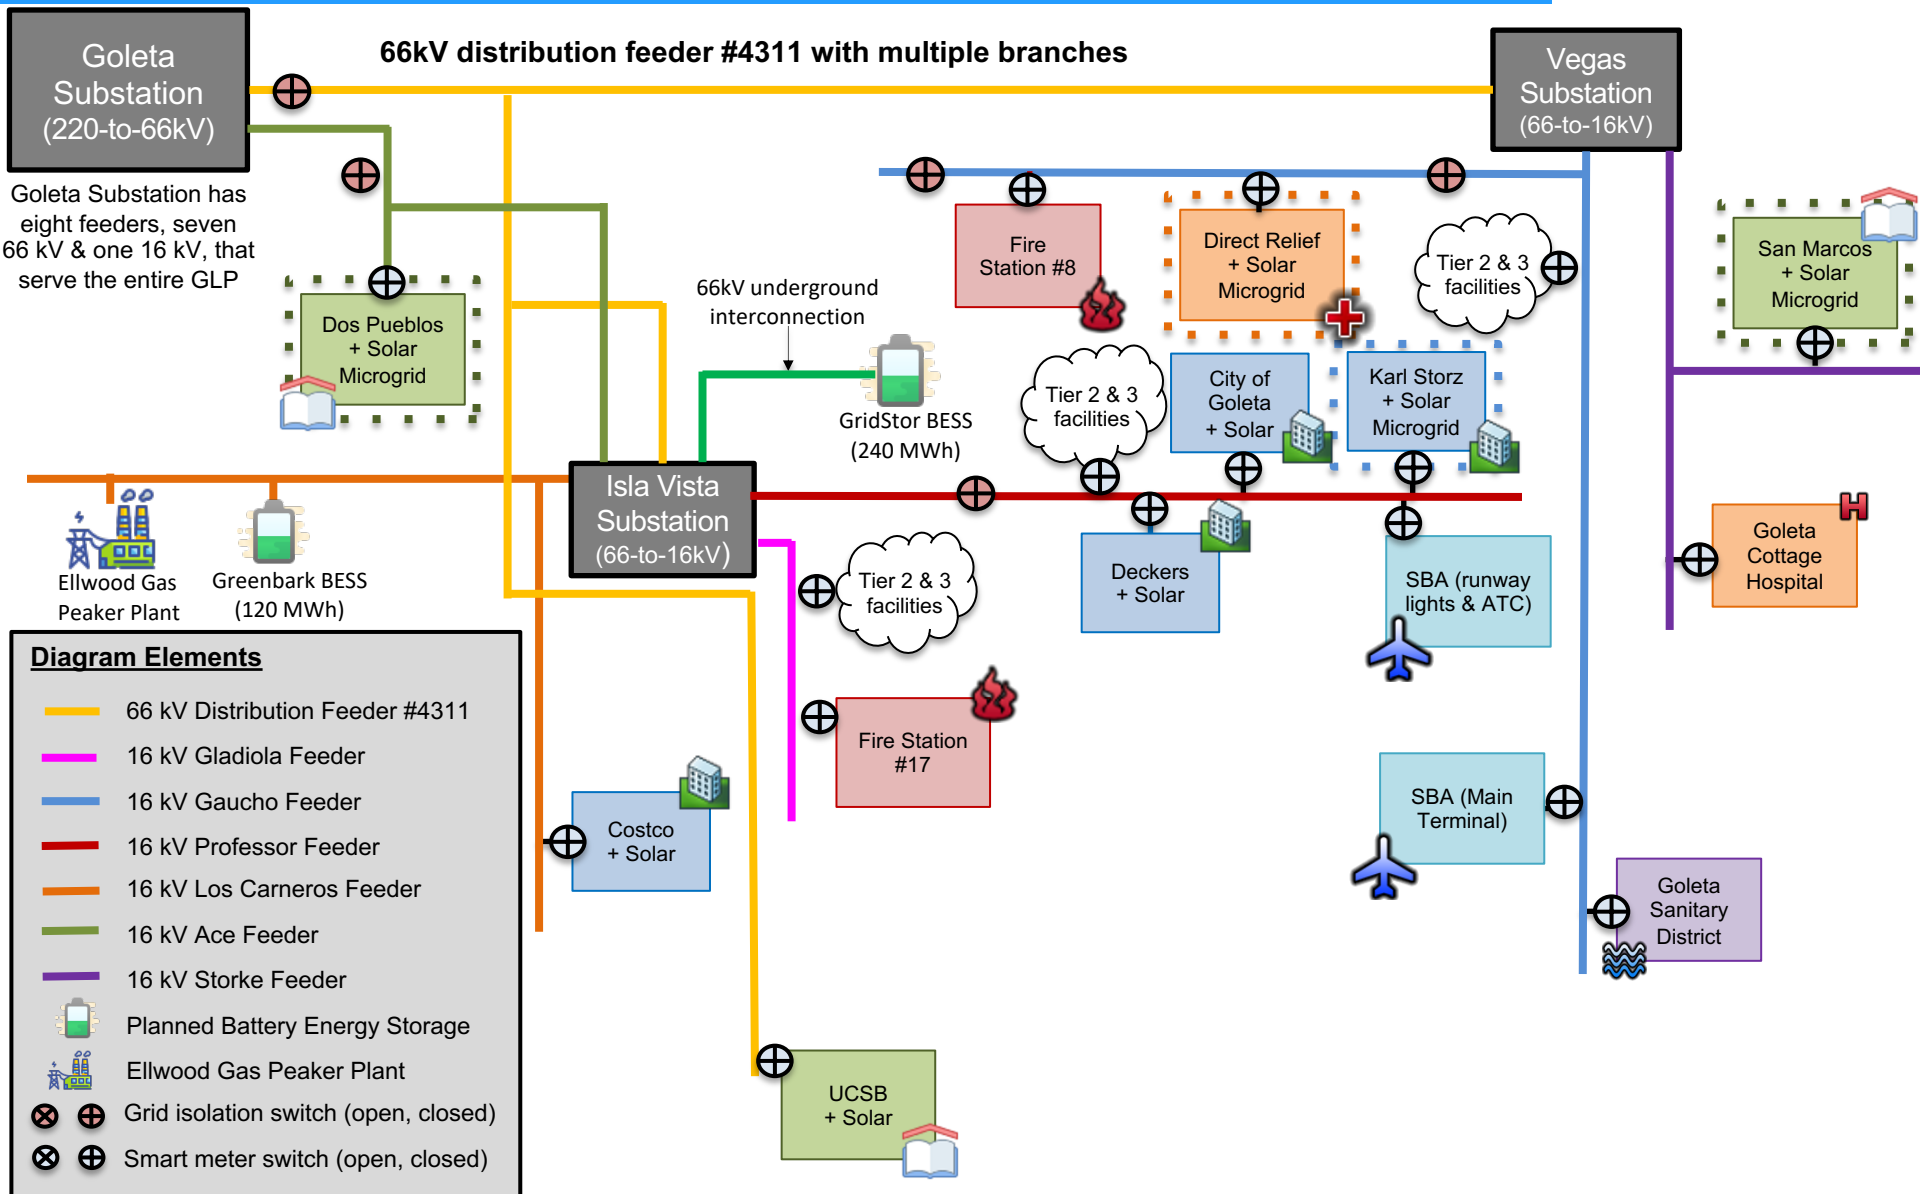 66kV distribution feeder #4311 with multiple branches
Goleta
Substation
(220-to-66kV)
Goleta Substation has
eight feeders, seven
66 kV & one 16 kV, that
serve the entire GLP
Vegas
Substation
(66-to-16kV)
Dos Pueblos
+ Solar
Microgrid
66kV underground
interconnection
GridStor BESS
(240 MWh)
Fire
Station #8
Direct Relief
+ Solar
Microgrid
Tier 2 & 3
facilities
San Marcos
+ Solar
Microgrid
Tier 2 & 3
facilities
City of
Goleta
+ Solar
Karl Storz
+ Solar
Microgrid
Ellwood Gas
Peaker Plant
Greenbark BESS
(120 MWh)
Isla Vista
Substation
(66-to-16kV)
Tier 2 & 3
facilities
Deckers
+ Solar
SBA (runway
lights & ATC)
H
Goleta
Cottage
Hospital
Fire Station
#17
Costco
+ Solar
SBA (Main
Terminal)
Goleta
Sanitary
District
UCSB
+ Solar
Diagram Elements
66 kV Distribution Feeder #4311
16 kV Gladiola Feeder
16 kV Gaucho Feeder
16 kV Professor Feeder
16 kV Los Carneros Feeder
16 kV Ace Feeder
16 kV Storke Feeder
Planned Battery Energy Storage
Ellwood Gas Peaker Plant
Grid isolation switch (open, closed)
Smart meter switch (open, closed)